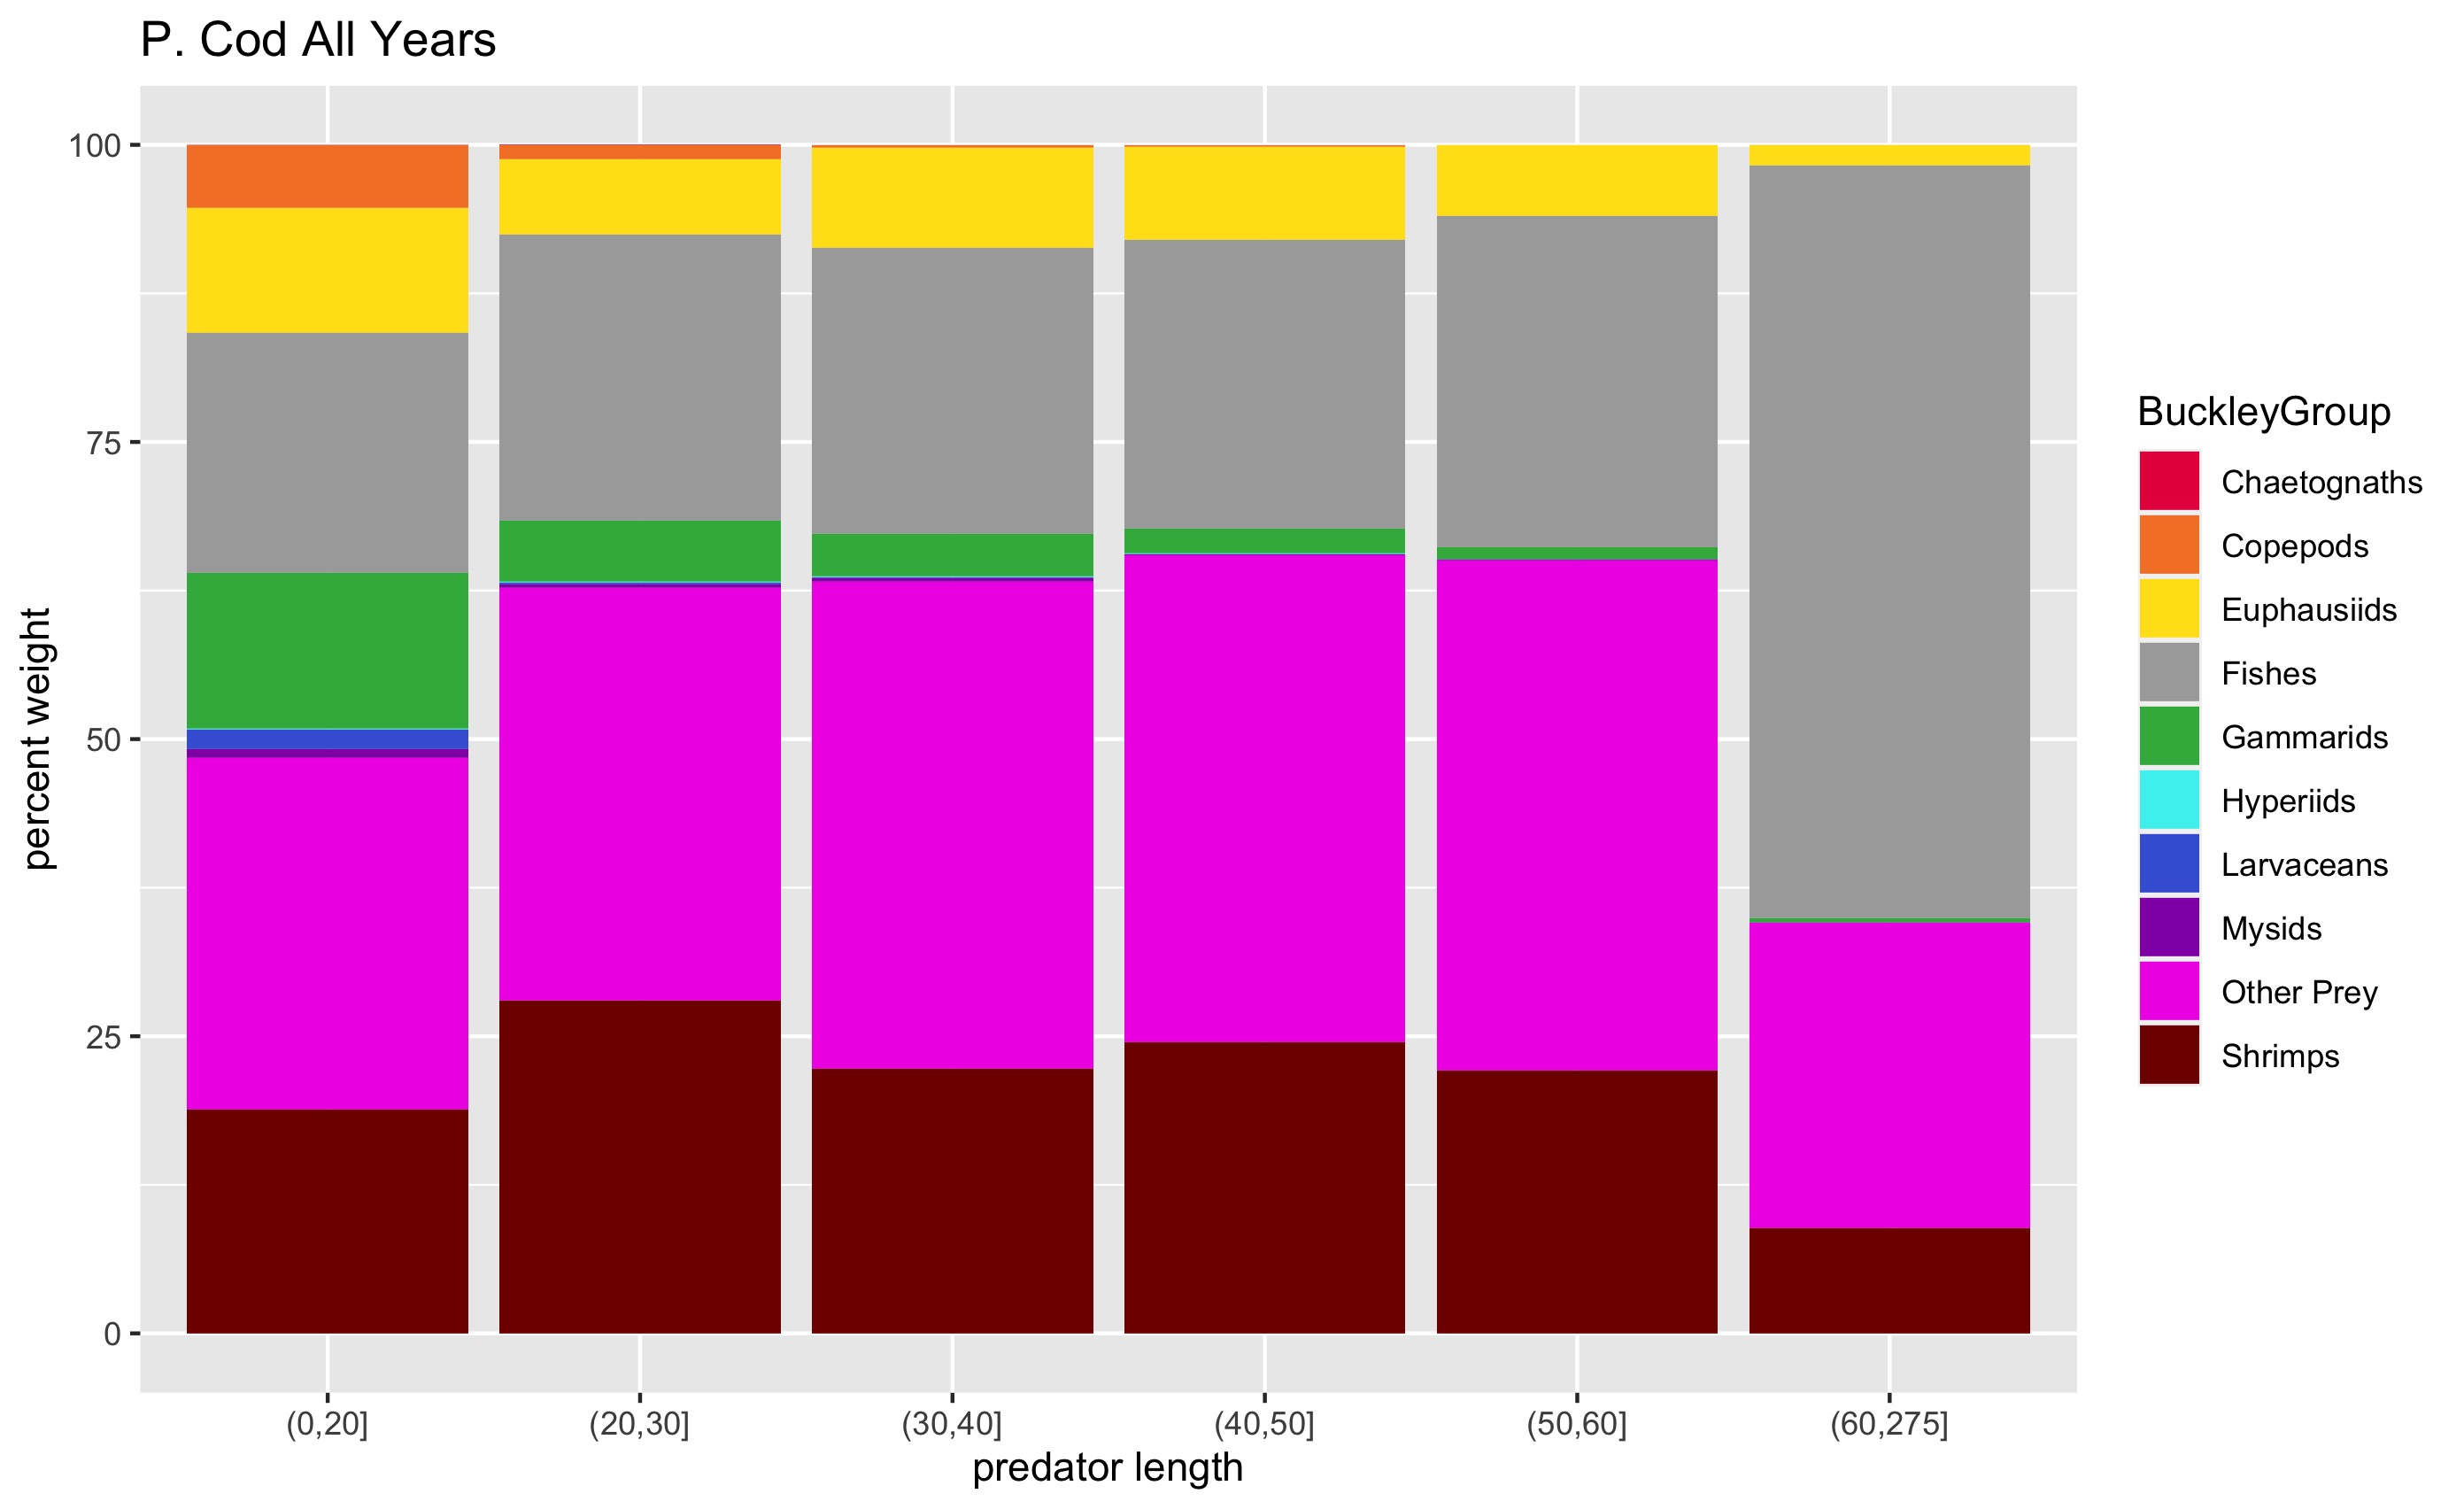 P. Cod All Years
percent weight
100
75
50
25
0
(0,20]
(20,30]
(30,40]
(40,50]
(50,60]
(60,275]
predator length
BuckleyGroup
Chaetognaths
Copepods
Euphausiids
Fishes
Gammarids
Hyperiids
Larvaceans
Mysids
Other Prey
Shrimps